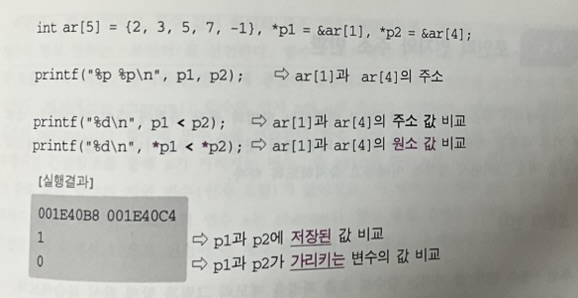 int ar[5] = {2, 3, 5, 7, -1}, *p1 = &ar[1], *p2 = &ar[4];
printf("%p %p\n", p1, p2); ⇨ ar[1]과 ar[4]의 주소
printf("%d\n", p1 < p2); ⇨ ar[1]과 ar[4]의 주소 값 비교
printf("%d\n", *p1 < *p2); ⇨ ar[1]과 ar[4]의 원소 값 비교
[실행결과]
001E40B8 001E40C4
1 ⇨ p1과 p2에 저장된 값 비교
0 ⇨ p1과 p2가 가리키는 변수의 값 비교